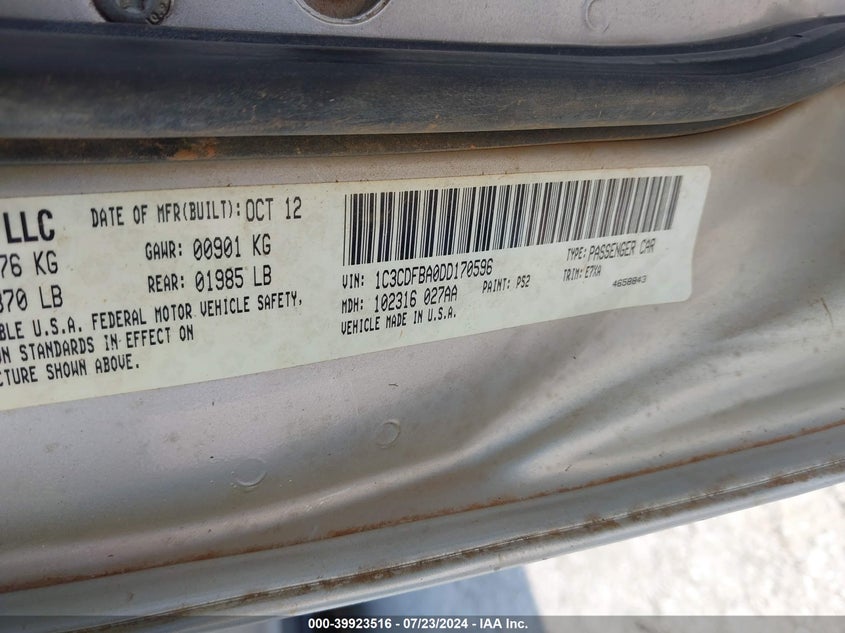 LLC DATE OF MFR(BUILT): OCT 12
76 KG GAWR: 00901 KG
870 LB REAR: 01985 LB
BLE U.S.A. FEDERAL MOTOR VEHICLE SAFETY,
ON STANDARDS IN EFFECT ON
CTURE SHOWN ABOVE.
VIN: 1C3CDFBA0DD170596 TYPE: PASSENGER CAR
MDH: 102316 027AA PAINT: PS2 TRIM: E7XA
VEHICLE MADE IN U.S.A. 4658843
000-39923516 - 07/23/2024 - IAA Inc.